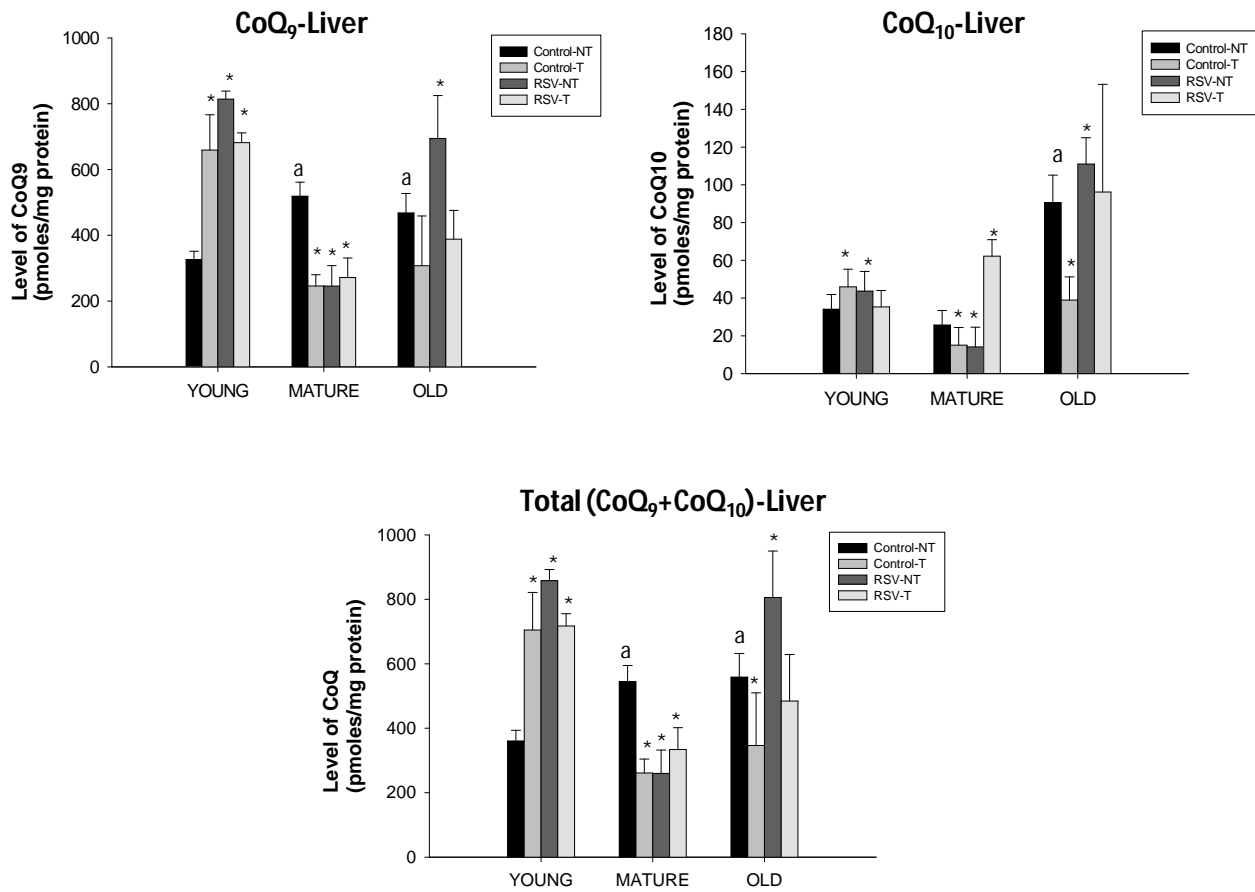 CoQ₉-Liver
1000
800
600
400
200
0
Level of CoQ9
(pmoles/mg protein)
Control-NT
Control-T
RSV-NT
RSV-T
*
*
*
a
*
*
*
a
*
YOUNG MATURE OLD
CoQ₁₀-Liver
180
160
140
120
100
80
60
40
20
0
Level of CoQ10
(pmoles/mg protein)
Control-NT
Control-T
RSV-NT
RSV-T
*
*
*
*
*
a
*
*
YOUNG MATURE OLD
Total (CoQ₉+CoQ₁₀)-Liver
1000
800
600
400
200
0
Level of CoQ
(pmoles/mg protein)
Control-NT
Control-T
RSV-NT
RSV-T
*
*
*
a
*
*
*
a
*
*
YOUNG MATURE OLD